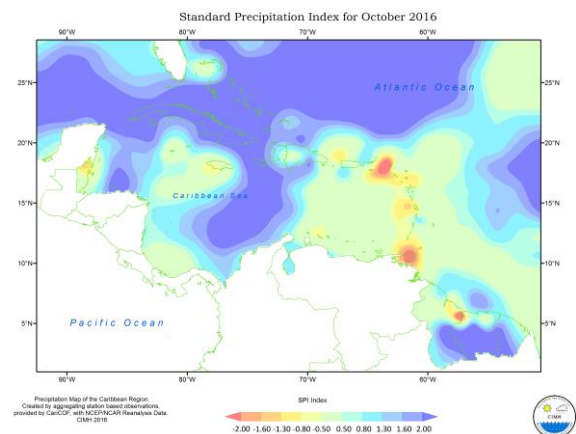 Standard Precipitation Index for October 2016
90°W 80°W 70°W 60°W
25°N 25°N
Atlantic Ocean
20°N 20°N
Caribbean Sea
15°N 15°N
10°N 10°N
Pacific Ocean
5°N 5°N
90°W 80°W 70°W 60°W
Precipitation Map of the Caribbean Region.
Created by aggregating station based observations,
provided by CariCOF, with NCEP/NCAR Reanalysis Data.
CIMH 2016
SPI Index
-2.00 -1.60 -1.30 -0.80 -0.50 0.50 0.80 1.30 1.60 2.00
CIMH